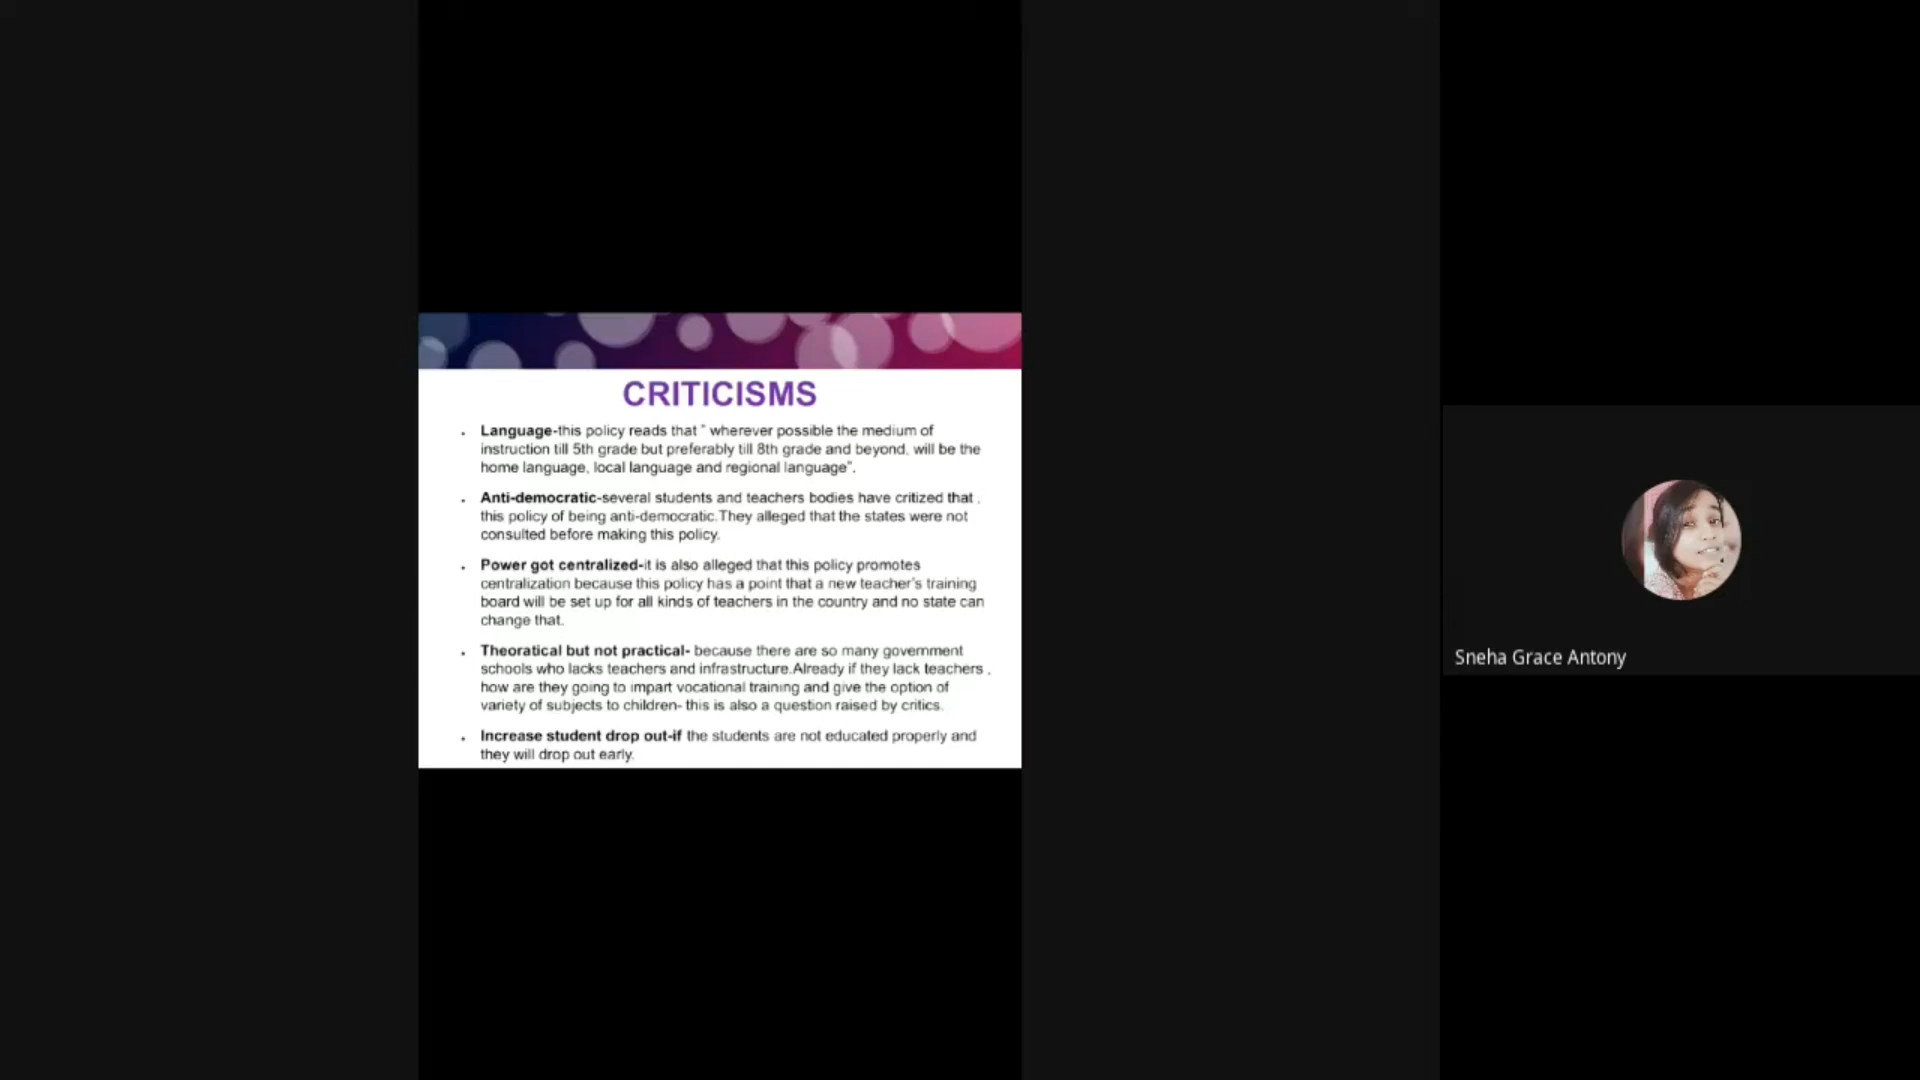 CRITICISMS
. Language-this policy reads that " wherever possible the medium of
instruction till 5th grade but preferably till 8th grade and beyond, will be the
home language, local language and regional language".
. Anti-democratic-several students and teachers bodies have critized that .
this policy of being anti-democratic.They alleged that the states were not
consulted before making this policy.
. Power got centralized-it is also alleged that this policy promotes
centralization because this policy has a point that a new teacher's training
board will be set up for all kinds of teachers in the country and no state can
change that.
. Theoratical but not practical- because there are so many government
schools who lacks teachers and infrastructure.Already if they lack teachers ,
how are they going to impart vocational training and give the option of
variety of subjects to children- this is also a question raised by critics.
. Increase student drop out-if the students are not educated properly and
they will drop out early.
Sneha Grace Antony